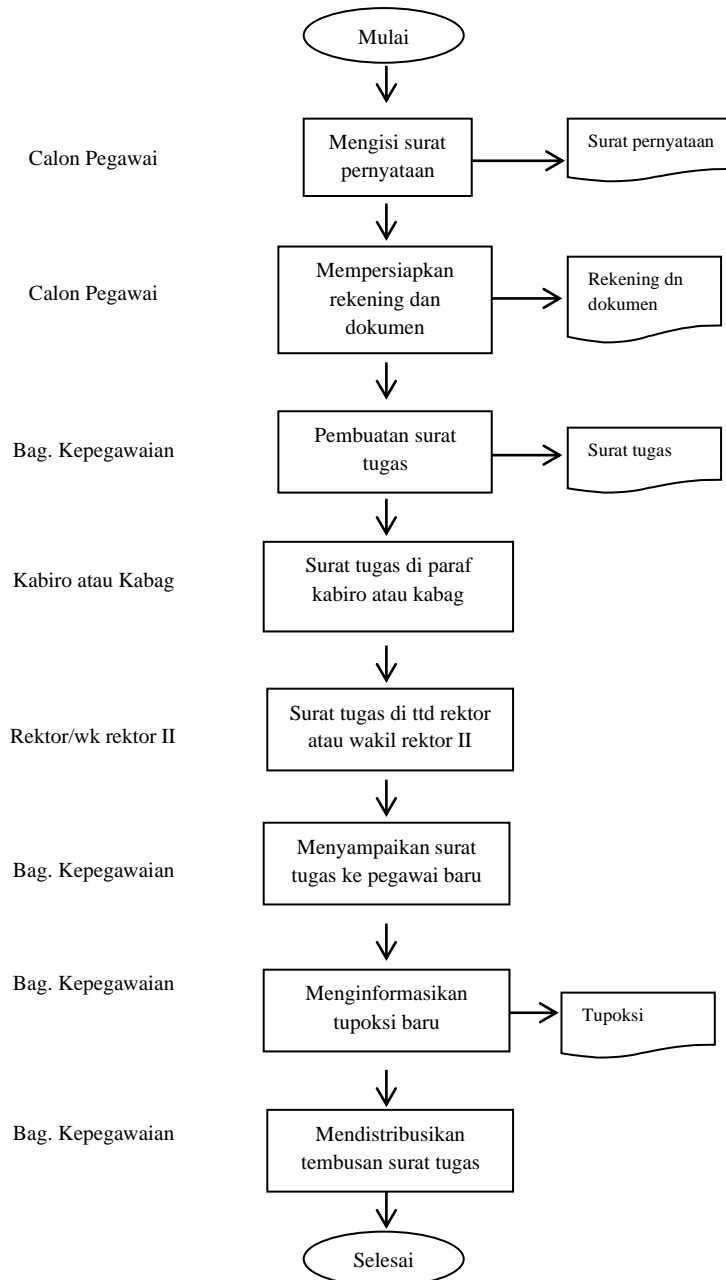 Mulai
Calon Pegawai
Mengisi surat
pernyataan
Surat pernyataan
Calon Pegawai
Mempersiapkan
rekening dan
dokumen
Rekening dn
dokumen
Bag. Kepegawaian
Pembuatan surat
tugas
Surat tugas
Kabiro atau Kabag
Surat tugas di paraf
kabiro atau kabag
Rektor/wk rektor II
Surat tugas di ttd rektor
atau wakil rektor II
Bag. Kepegawaian
Menyampaikan surat
tugas ke pegawai baru
Bag. Kepegawaian
Menginformasikan
tupoksi baru
Tupoksi
Bag. Kepegawaian
Mendistribusikan
tembusan surat tugas
Selesai